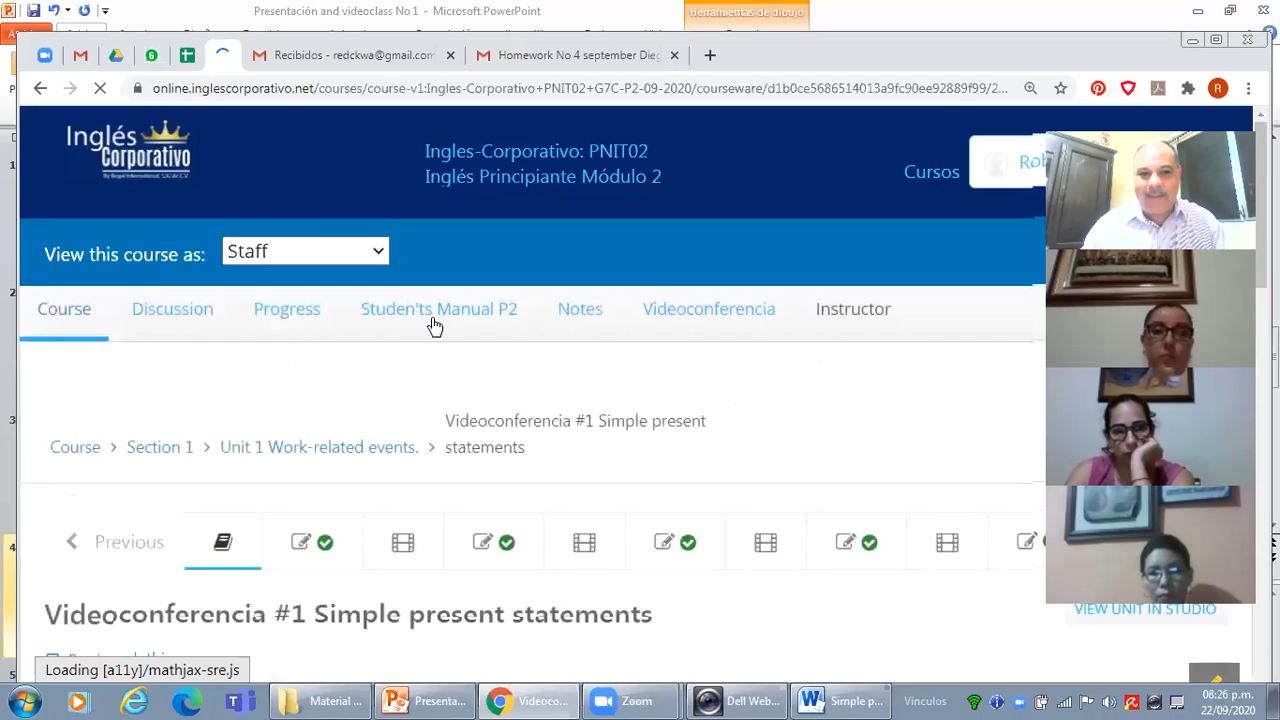 Presentación and videoclass No 1 - Microsoft PowerPoint
Herramientas de dibujo
Recibidos - redckwa@gmail.com
Homework No 4 september Dieg
online.inglescorporativo.net/courses/course-v1:Ingles-Corporativo+PNIT02+G7C-P2-09-2020/courseware/d1b0ce5686514013a9fc90ee92889f99/2...
R
Inglés
Corporativo
By Regal International, S.A. de C.V.
Ingles-Corporativo: PNIT02
Inglés Principiante Módulo 2
Cursos
View this course as:
Staff
Course
Discussion
Progress
Studen'ts Manual P2
Notes
Videoconferencia
Instructor
Course > Section 1 > Unit 1 Work-related events. > Videoconferencia #1 Simple present
statements
Previous
Videoconferencia #1 Simple present statements
VIEW UNIT IN STUDIO
Loading [a11y]/mathjax-sre.js
Material ...
Presenta...
Videoco...
Zoom
Dell Web...
Simple p...
Vínculos
08:26 p.m.
22/09/2020